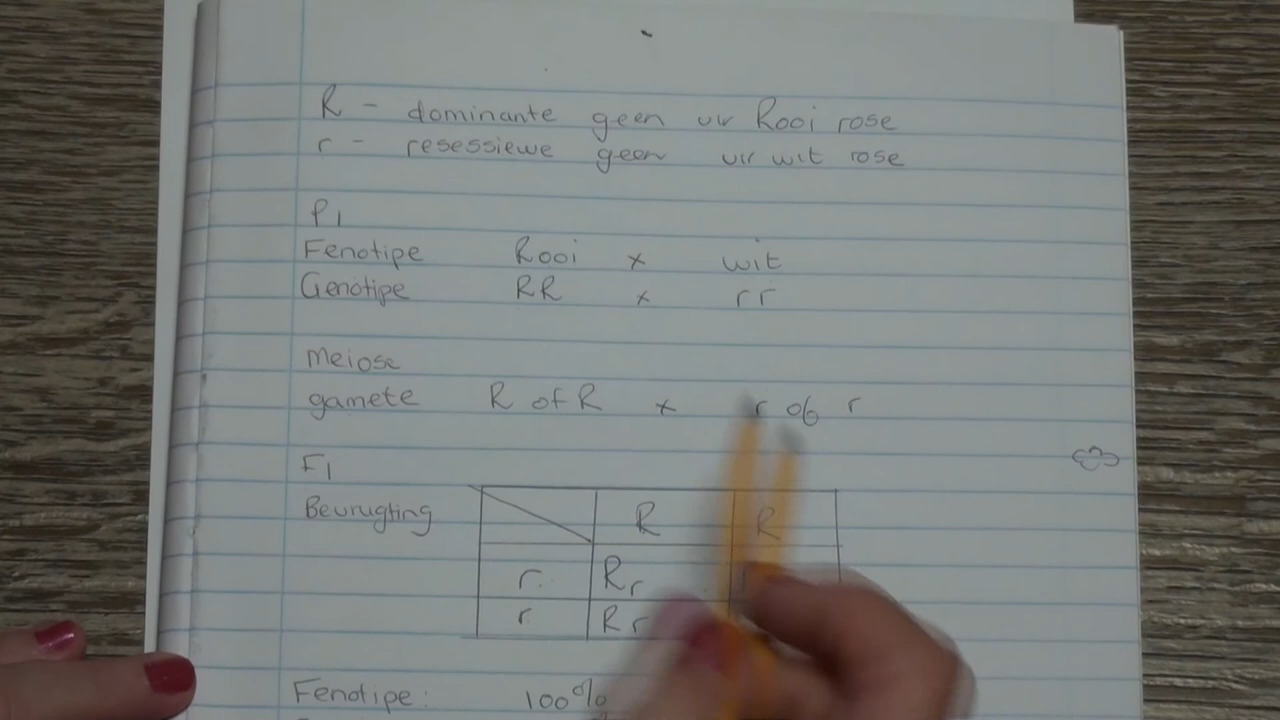 R - dominante geen vir Rooi rose
r - resessiewe geen vir wit rose
P1
Fenotipe Rooi x wit
Genotipe RR x rr
Meiose
gamete R of R x r of r
F1
Bevrugting R R
r Rr
r Rr
Fenotipe: 100%